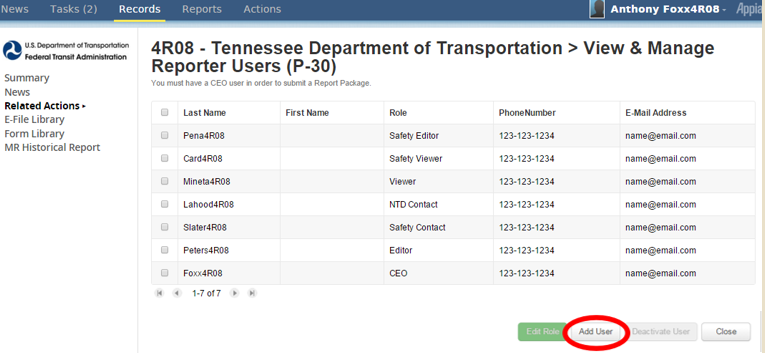 News Tasks (2) Records Reports Actions Anthony Foxx4R08 Appia
U.S. Department of Transportation
Federal Transit Administration
Summary
News
Related Actions
E-File Library
Form Library
MR Historical Report
4R08 - Tennessee Department of Transportation > View & Manage
Reporter Users (P-30)
You must have a CEO user in order to submit a Report Package.
Last Name First Name Role PhoneNumber E-Mail Address
Pena4R08 Safety Editor 123-123-1234 name@email.com
Card4R08 Safety Viewer 123-123-1234 name@email.com
Mineta4R08 Viewer 123-123-1234 name@email.com
Lahood4R08 NTD Contact 123-123-1234 name@email.com
Slater4R08 Safety Contact 123-123-1234 name@email.com
Peters4R08 Editor 123-123-1234 name@email.com
Foxx4R08 CEO 123-123-1234 name@email.com
1-7 of 7
Edit Role Add User Deactivate User Close